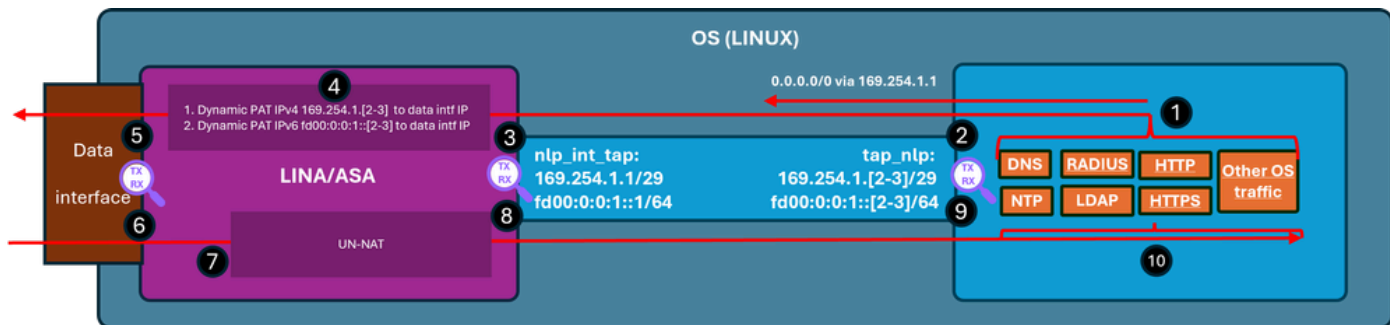 OS (LINUX)
4
1. Dynamic PAT IPv4 169.254.1.[2-3] to data intf IP
2. Dynamic PAT IPv6 fd00:0:0:1::[2-3] to data intf IP
0.0.0.0/0 via 169.254.1.1
1
5
3
2
Data
interface
TX
RX
LINA/ASA
TX
RX
nlp_int_tap:
169.254.1.1/29
fd00:0:0:1::1/64
tap_nlp:
169.254.1.[2-3]/29
fd00:0:0:1::[2-3]/64
TX
RX
DNS
RADIUS
HTTP
Other OS
traffic
NTP
LDAP
HTTPS
6
8
9
7
UN-NAT
10